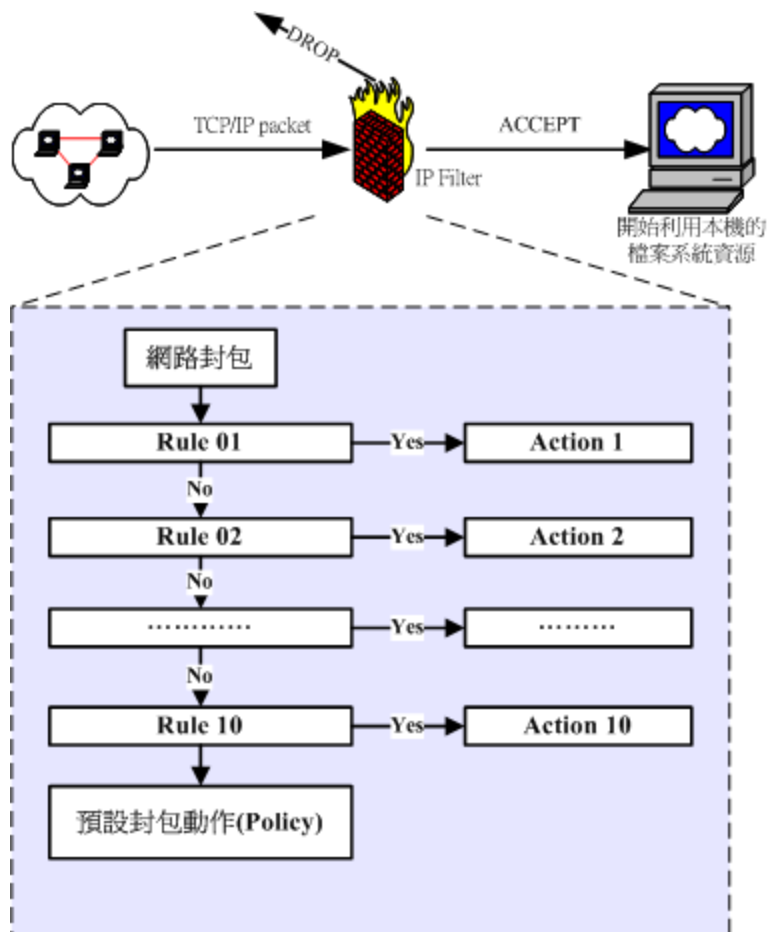 DROP
TCP/IP packet
ACCEPT
IP Filter
開始利用本機的
檔案系統資源
網路封包
Rule 01
Yes
Action 1
No
Rule 02
Yes
Action 2
No
…………
Yes
………
No
Rule 10
Yes
Action 10
預設封包動作(Policy)